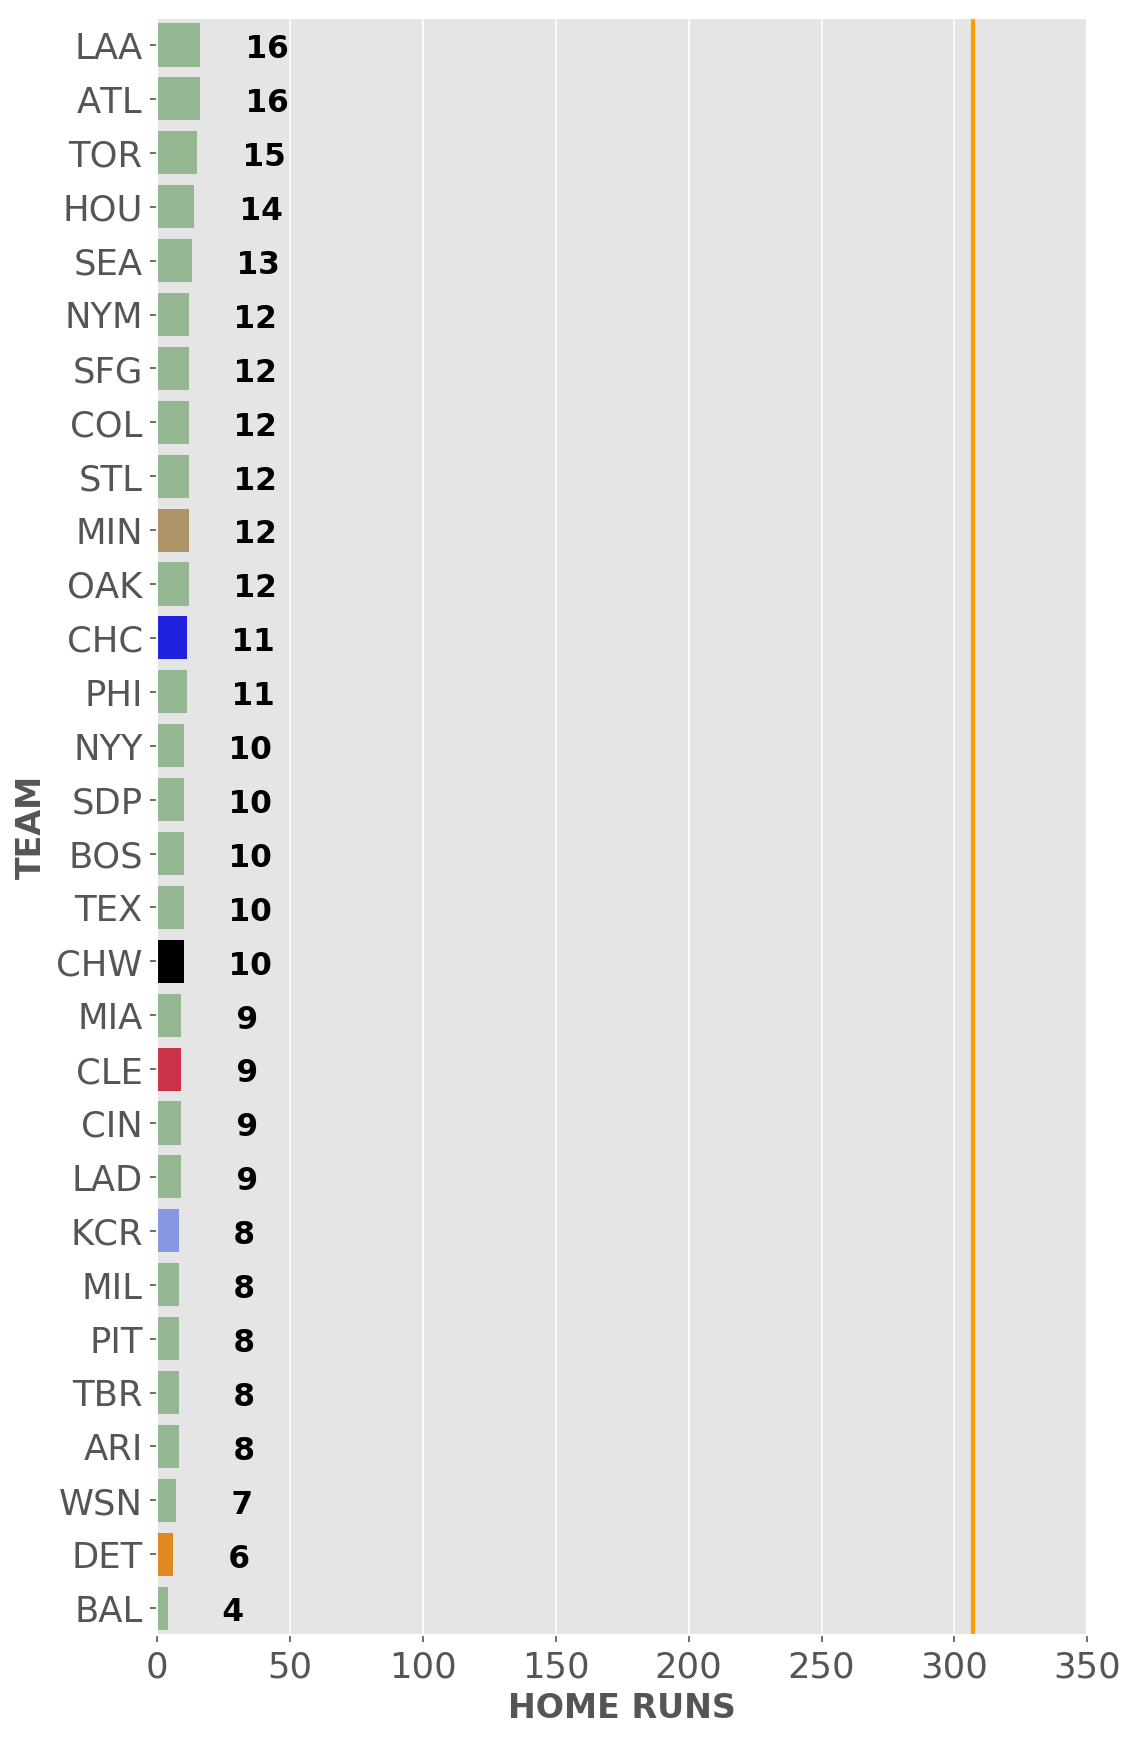 LAA 16
ATL 16
TOR 15
HOU 14
SEA 13
NYM 12
SFG 12
COL 12
STL 12
MIN 12
OAK 12
CHC 11
PHI 11
NYY 10
SDP 10
BOS 10
TEX 10
CHW 10
MIA 9
CLE 9
CIN 9
LAD 9
KCR 8
MIL 8
PIT 8
TBR 8
ARI 8
WSN 7
DET 6
BAL 4
TEAM
0 50 100 150 200 250 300 350
HOME RUNS